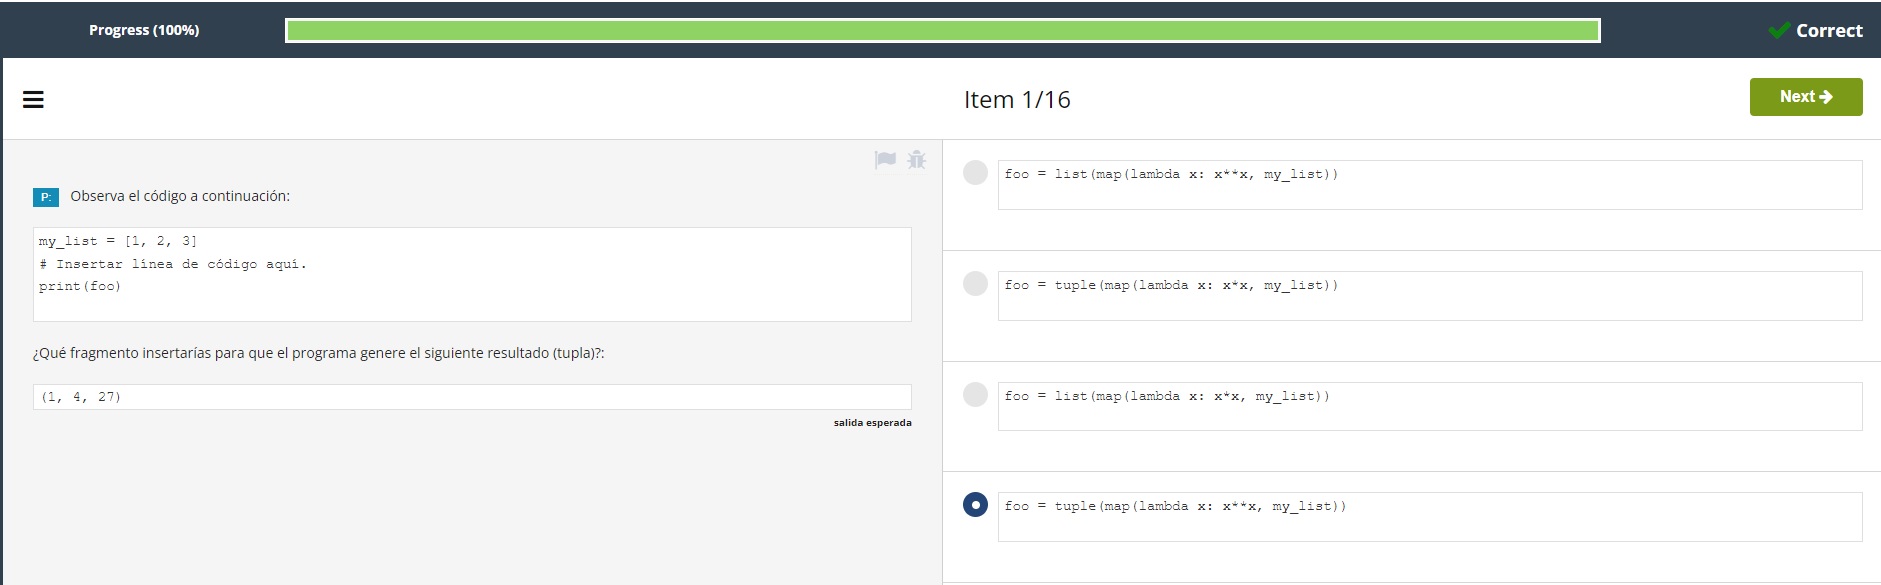 Progress (100%)
Correct
Item 1/16
Next
P: Observa el código a continuación:
my_list = [1, 2, 3]
# Insertar línea de código aquí.
print(foo)
¿Qué fragmento insertarías para que el programa genere el siguiente resultado (tupla)?:
(1, 4, 27)
salida esperada
foo = list(map(lambda x: x**x, my_list))
foo = tuple(map(lambda x: x*x, my_list))
foo = list(map(lambda x: x*x, my_list))
foo = tuple(map(lambda x: x**x, my_list))